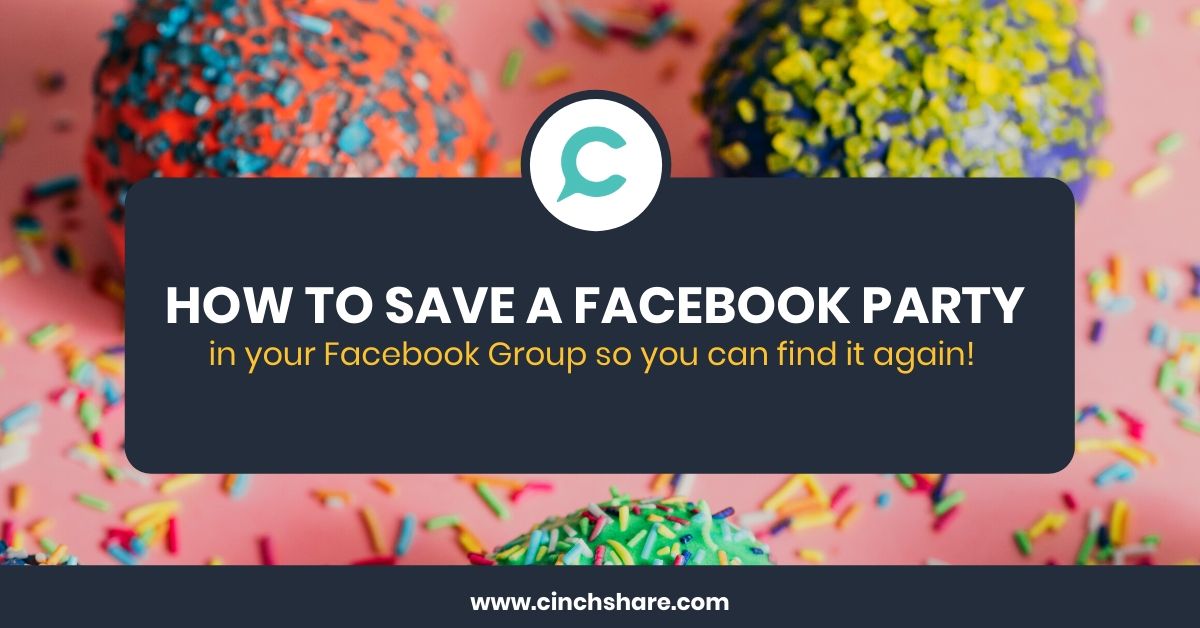 HOW TO SAVE A FACEBOOK PARTY
in your Facebook Group so you can find it again!
www.cinchshare.com